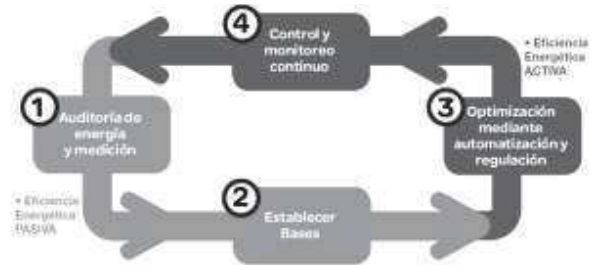 1
Auditoría de
energía
y medición
• Eficiencia
Energética
PASIVA
2
Establecer
Bases
3
Optimización
mediante
automatización y
regulación
• Eficiencia
Energética
ACTIVA
4
Control y
monitoreo
contínuo